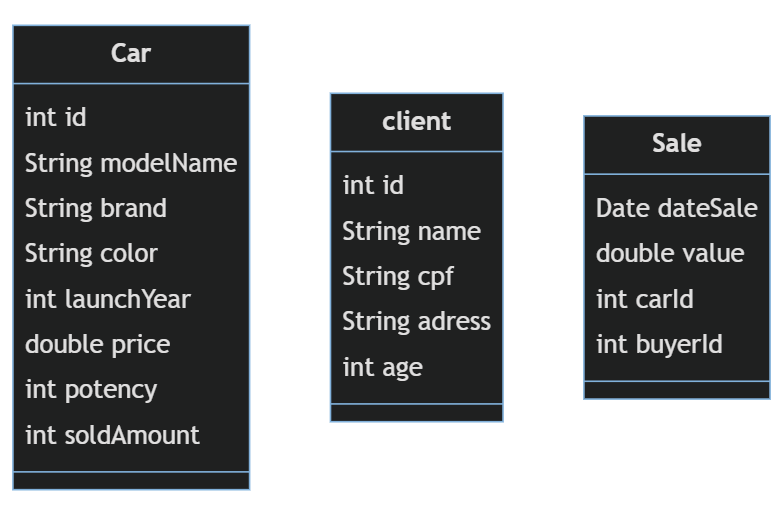 Car
int id
String modelName
String brand
String color
int launchYear
double price
int potency
int soldAmount
client
int id
String name
String cpf
String adress
int age
Sale
Date dateSale
double value
int carId
int buyerId